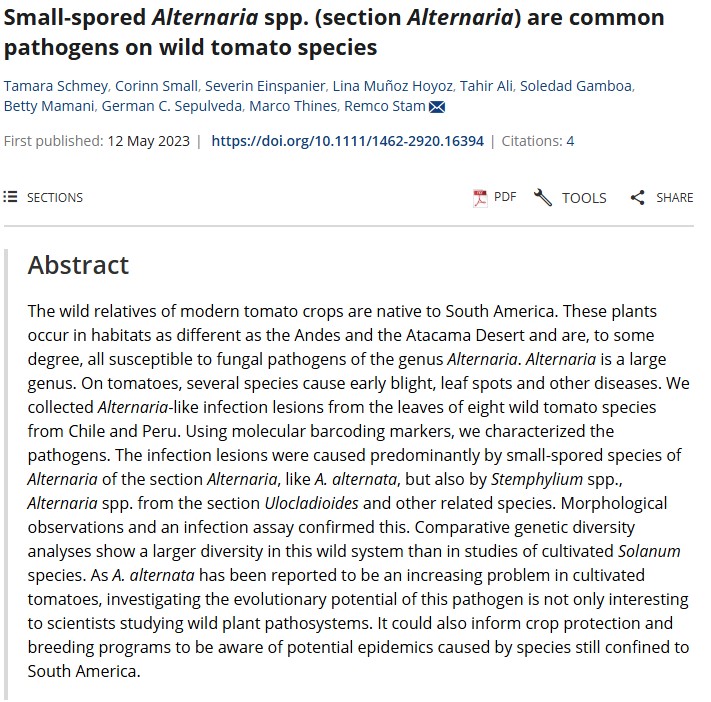 Small-spored Alternaria spp. (section Alternaria) are common
pathogens on wild tomato species
Tamara Schmey, Corinn Small, Severin Einspanier, Lina Muñoz Hoyoz, Tahir Ali, Soledad Gamboa,
Betty Mamani, German C. Sepulveda, Marco Thines, Remco Stam
First published: 12 May 2023 | https://doi.org/10.1111/1462-2920.16394 | Citations: 4
SECTIONS PDF TOOLS SHARE
Abstract
The wild relatives of modern tomato crops are native to South America. These plants
occur in habitats as different as the Andes and the Atacama Desert and are, to some
degree, all susceptible to fungal pathogens of the genus Alternaria. Alternaria is a large
genus. On tomatoes, several species cause early blight, leaf spots and other diseases. We
collected Alternaria-like infection lesions from the leaves of eight wild tomato species
from Chile and Peru. Using molecular barcoding markers, we characterized the
pathogens. The infection lesions were caused predominantly by small-spored species of
Alternaria of the section Alternaria, like A. alternata, but also by Stemphylium spp.,
Alternaria spp. from the section Ulocladioides and other related species. Morphological
observations and an infection assay confirmed this. Comparative genetic diversity
analyses show a larger diversity in this wild system than in studies of cultivated Solanum
species. As A. alternata has been reported to be an increasing problem in cultivated
tomatoes, investigating the evolutionary potential of this pathogen is not only interesting
to scientists studying wild plant pathosystems. It could also inform crop protection and
breeding programs to be aware of potential epidemics caused by species still confined to
South America.